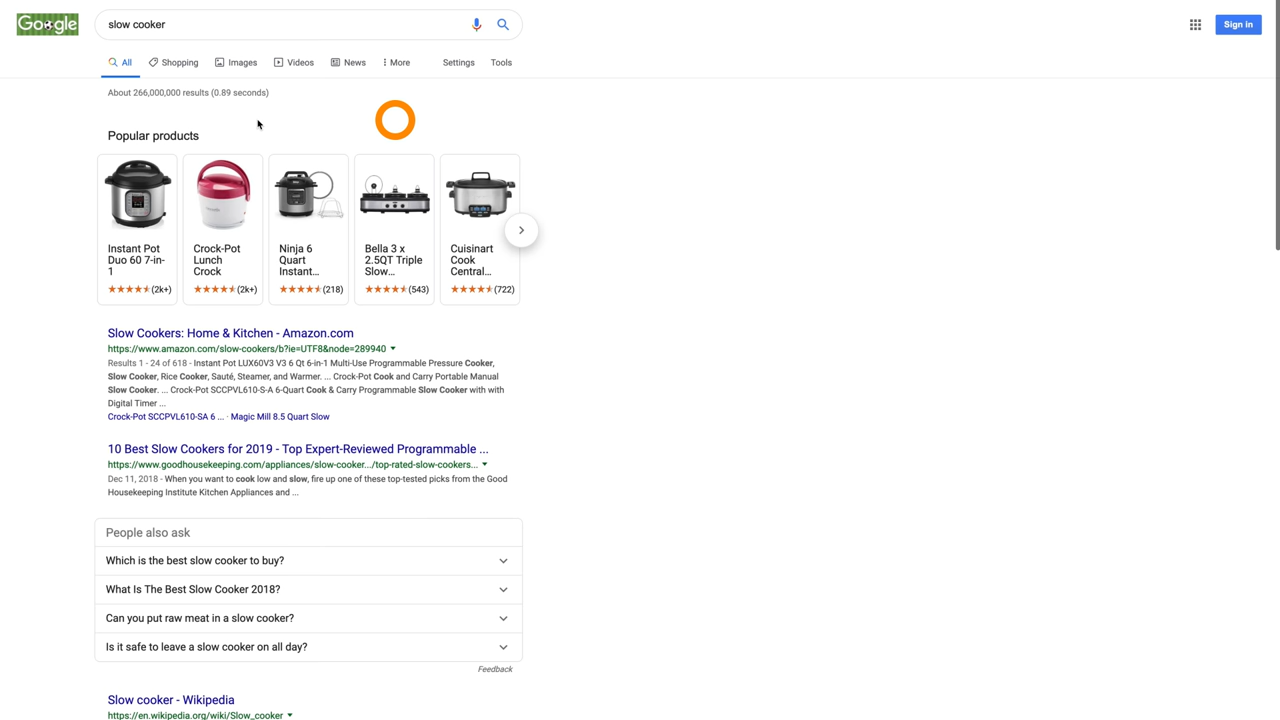 Google
slow cooker
Sign in
All Shopping Images Videos News More Settings Tools
About 266,000,000 results (0.89 seconds)
Popular products
Instant Pot
Duo 60 7-in-
1
(2k+)
Crock-Pot
Lunch
Crock
(2k+)
Ninja 6
Quart
Instant...
(218)
Bella 3 x
2.5QT Triple
Slow...
(543)
Cuisinart
Cook
Central...
(722)
Slow Cookers: Home & Kitchen - Amazon.com
https://www.amazon.com/slow-cookers/b?ie=UTF8&node=289940
Results 1 - 24 of 618 - Instant Pot LUX60V3 V3 6 Qt 6-in-1 Multi-Use Programmable Pressure Cooker,
Slow Cooker, Rice Cooker, Sauté, Steamer, and Warmer. ... Crock-Pot Cook and Carry Portable Manual
Slow Cooker. ... Crock-Pot SCCPVL610-S-A 6-Quart Cook & Carry Programmable Slow Cooker with with
Digital Timer ...
Crock-Pot SCCPVL610-SA 6 ... · Magic Mill 8.5 Quart Slow
10 Best Slow Cookers for 2019 - Top Expert-Reviewed Programmable ...
https://www.goodhousekeeping.com/appliances/slow-cooker.../top-rated-slow-cookers...
Dec 11, 2018 - When you want to cook low and slow, fire up one of these top-tested picks from the Good
Housekeeping Institute Kitchen Appliances and ...
People also ask
Which is the best slow cooker to buy?
What Is The Best Slow Cooker 2018?
Can you put raw meat in a slow cooker?
Is it safe to leave a slow cooker on all day?
Feedback
Slow cooker - Wikipedia
https://en.wikipedia.org/wiki/Slow_cooker